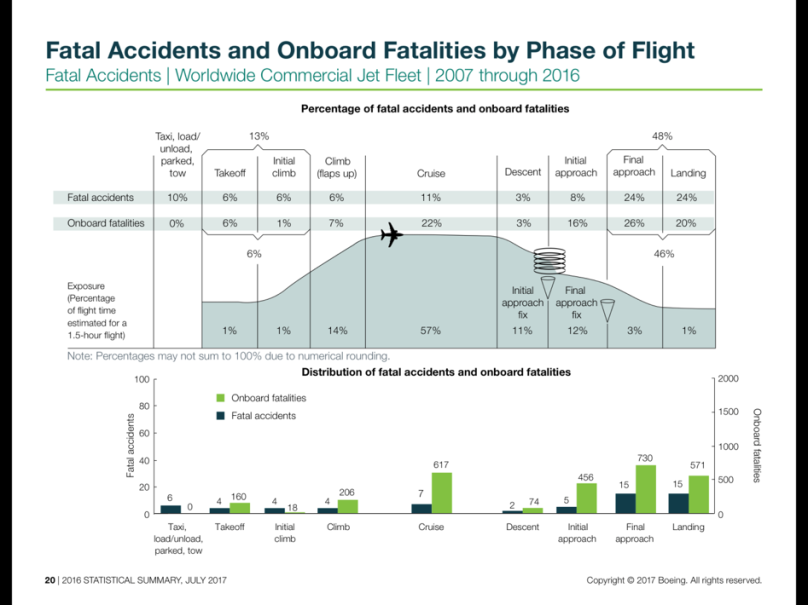 Fatal Accidents and Onboard Fatalities by Phase of Flight
Fatal Accidents | Worldwide Commercial Jet Fleet | 2007 through 2016
Percentage of fatal accidents and onboard fatalities
Taxi, load/
unload,
parked,
tow
13%
Takeoff
Initial
climb
Climb
(flaps up)
Cruise
Descent
Initial
approach
48%
Final
approach
Landing
Fatal accidents 10% 6% 6% 6% 11% 3% 8% 24% 24%
Onboard fatalities 0% 6% 1% 7% 22% 3% 16% 26% 20%
6% 46%
Exposure
(Percentage
of flight time
estimated for a
1.5-hour flight)
Initial
approach
fix
Final
approach
fix
1% 1% 14% 57% 11% 12% 3% 1%
Note: Percentages may not sum to 100% due to numerical rounding.
Distribution of fatal accidents and onboard fatalities
Fatal accidents
100
80
60
40
20
0
Onboard fatalities
Fatal accidents
6 0 4 160 4 18 4 206 7 617 2 74 5 456 15 730 15 571
2000
1500
1000
500
0
Onboard fatalities
Taxi,
load/unload,
parked, tow
Takeoff
Initial
climb
Climb
Cruise
Descent
Initial
approach
Final
approach
Landing
20 | 2016 STATISTICAL SUMMARY, JULY 2017
Copyright © 2017 Boeing. All rights reserved.